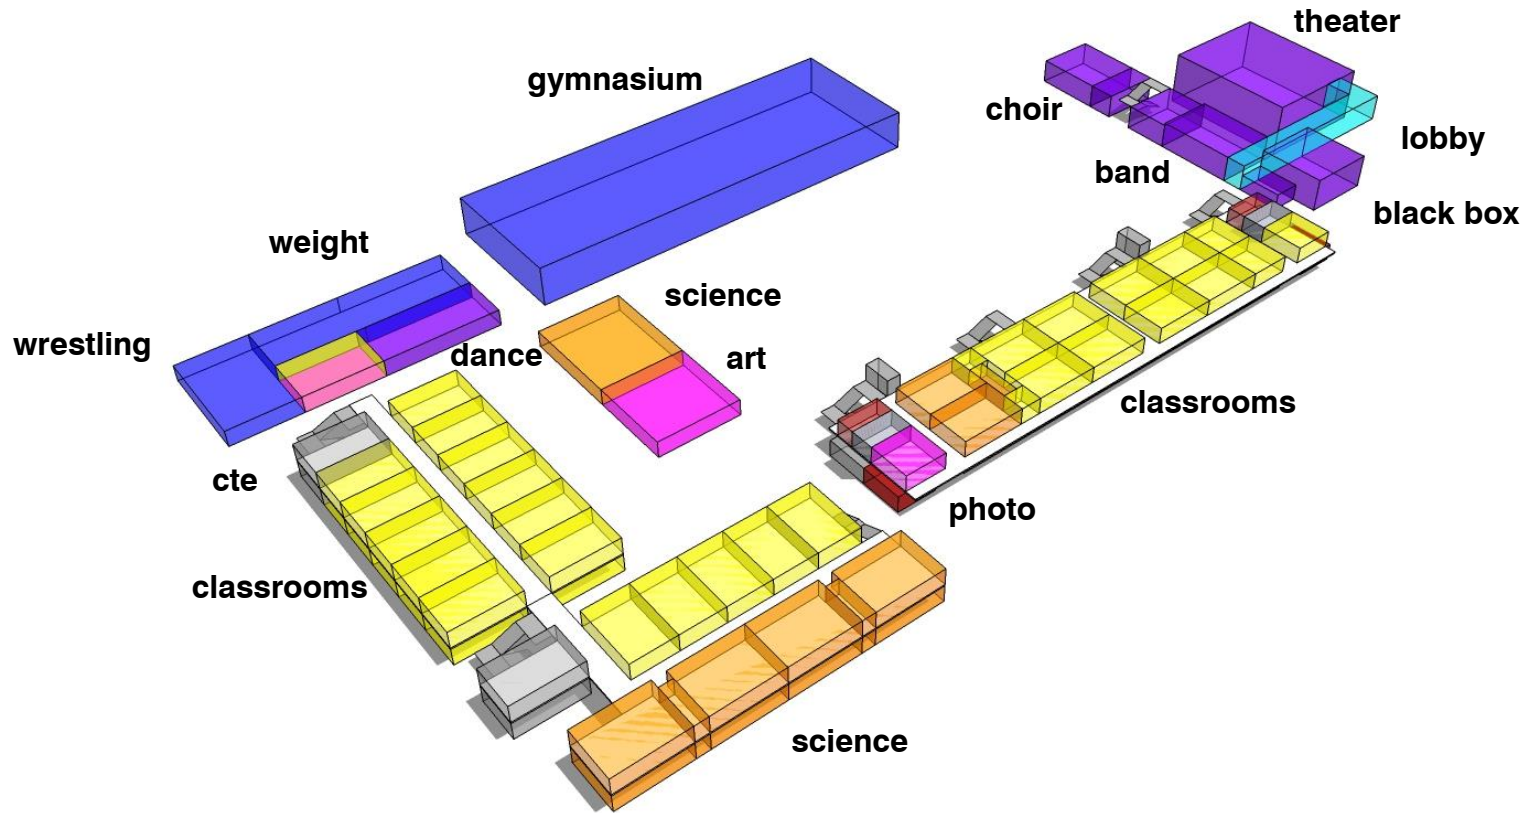 theater
gymnasium
choir
lobby
band
black box
weight
science
wrestling
dance
art
classrooms
cte
photo
classrooms
science